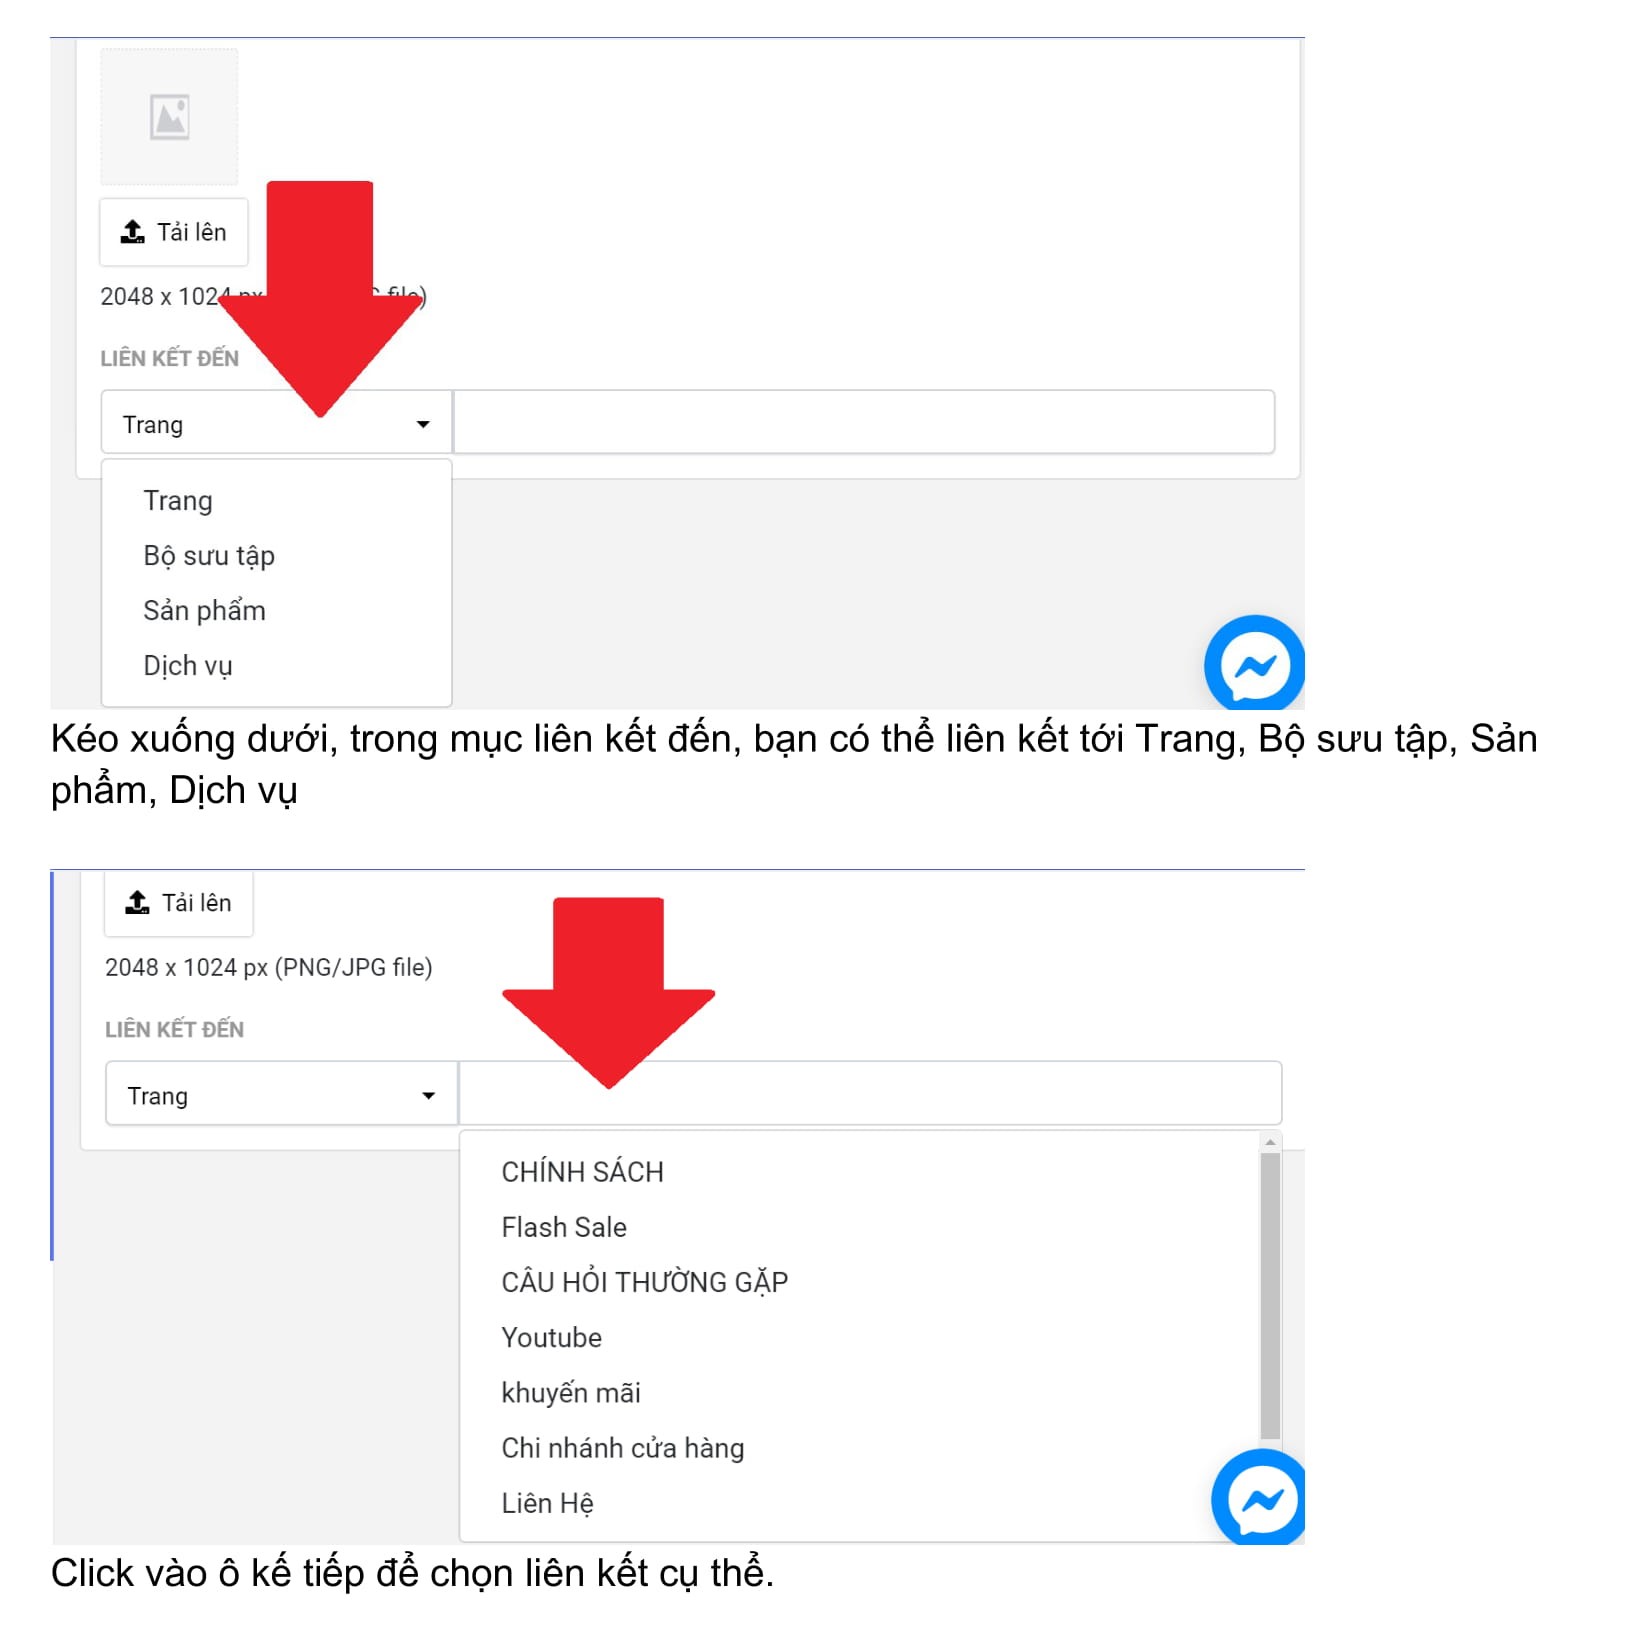 Tải lên
2048 x 1024 file)
LIÊN KẾT ĐẾN
Trang
Trang
Bộ sưu tập
Sản phẩm
Dịch vụ
Kéo xuống dưới, trong mục liên kết đến, bạn có thể liên kết tới Trang, Bộ sưu tập, Sản
phẩm, Dịch vụ
Tải lên
2048 x 1024 px (PNG/JPG file)
LIÊN KẾT ĐẾN
Trang
CHÍNH SÁCH
Flash Sale
CÂU HỎI THƯỜNG GẶP
Youtube
khuyến mãi
Chi nhánh cửa hàng
Liên Hệ
Click vào ô kế tiếp để chọn liên kết cụ thể.